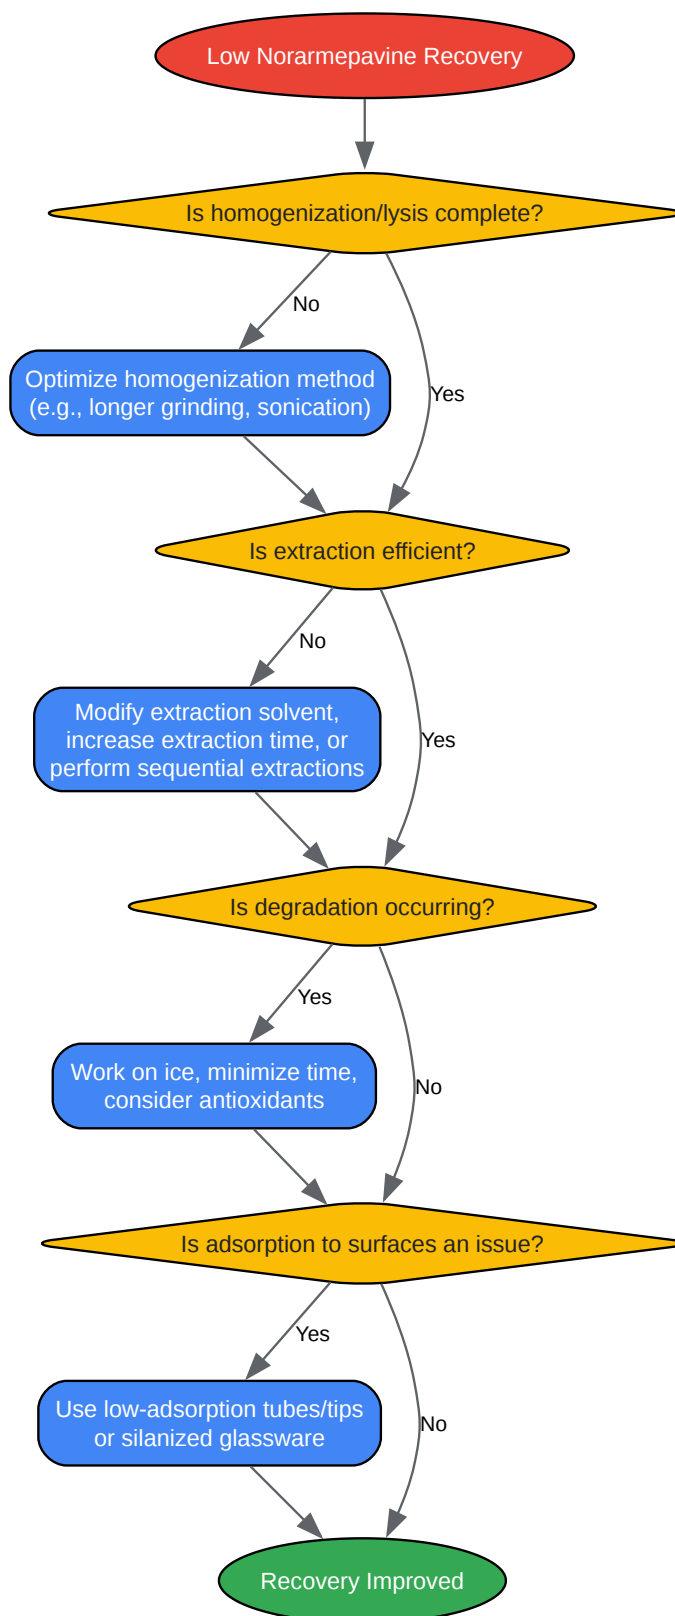 Low Norarmepavine Recovery
Is homogenization/lysis complete?
No
Optimize homogenization method
(e.g., longer grinding, sonication)
Yes
Is extraction efficient?
No
Modify extraction solvent,
increase extraction time, or
perform sequential extractions
Yes
Is degradation occurring?
Yes
Work on ice, minimize time,
consider antioxidants
No
Is adsorption to surfaces an issue?
Yes
Use low-adsorption tubes/tips
or silanized glassware
No
Recovery Improved